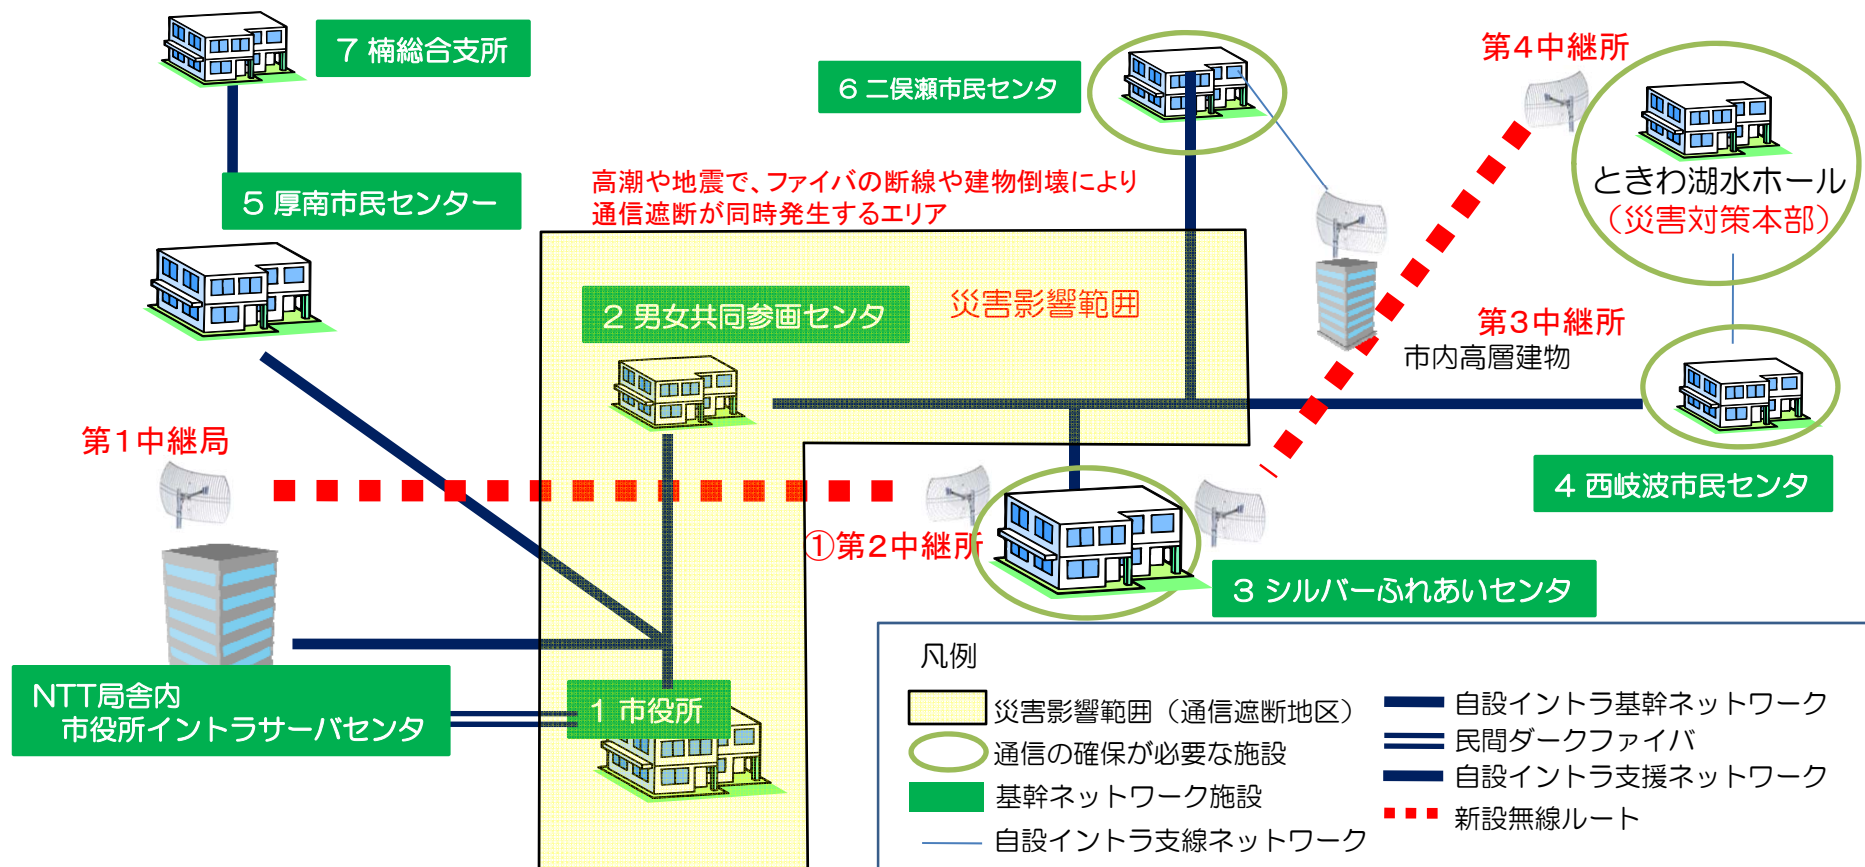 7 楠総合支所
6 二俣瀬市民センタ
第4中継所
5 厚南市民センター
高潮や地震で、ファイバの断線や建物倒壊により
通信遮断が同時発生するエリア
ときわ湖水ホール
（災害対策本部）
2 男女共同参画センタ
災害影響範囲
第3中継所
市内高層建物
第1中継局
4 西岐波市民センタ
①第2中継所
3 シルバーふれあいセンタ
NTT局舎内
市役所イントラサーバセンタ
1 市役所
凡例
災害影響範囲（通信遮断地区）
通信の確保が必要な施設
基幹ネットワーク施設
自設イントラ支線ネットワーク
自設イントラ基幹ネットワーク
民間ダークファイバ
自設イントラ支援ネットワーク
新設無線ルート